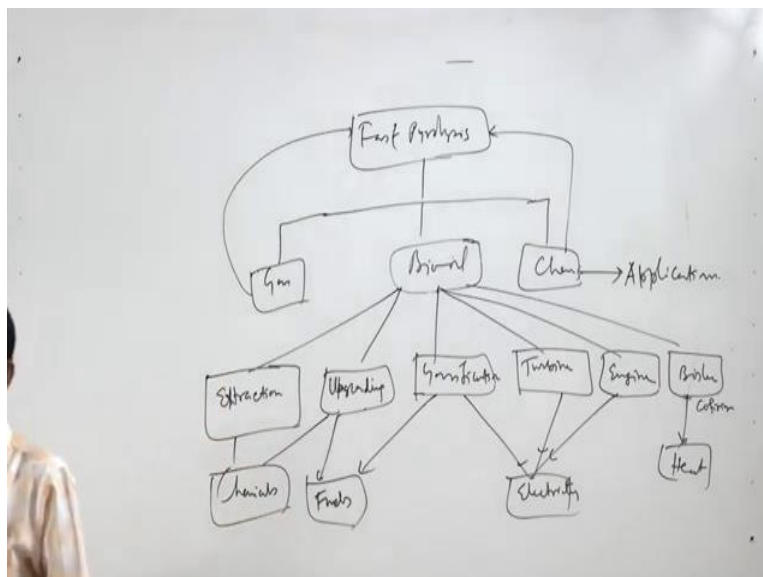 Fast Pyrolysis
Gas
Biooil
Char
Application
Extraction
Upgrading
Gasification
Turbine
Engine
Boiler
Cofiring
Chemicals
Fuels
Electricity
Heat